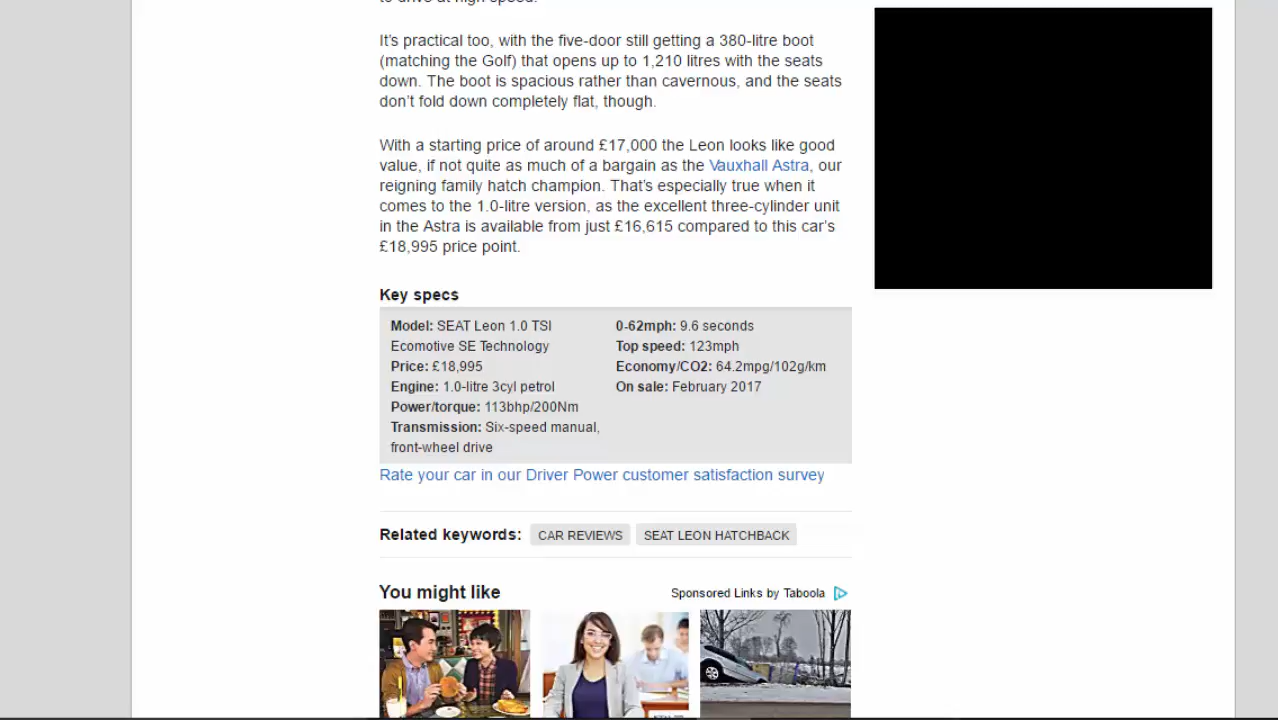 It's practical too, with the five-door still getting a 380-litre boot
(matching the Golf) that opens up to 1,210 litres with the seats
down. The boot is spacious rather than cavernous, and the seats
don't fold down completely flat, though.
With a starting price of around £17,000 the Leon looks like good
value, if not quite as much of a bargain as the Vauxhall Astra, our
reigning family hatch champion. That's especially true when it
comes to the 1.0-litre version, as the excellent three-cylinder unit
in the Astra is available from just £16,615 compared to this car's
£18,995 price point.
Key specs
Model: SEAT Leon 1.0 TSI
Ecomotive SE Technology
Price: £18,995
Engine: 1.0-litre 3cyl petrol
Power/torque: 113bhp/200Nm
Transmission: Six-speed manual,
front-wheel drive
0-62mph: 9.6 seconds
Top speed: 123mph
Economy/CO2: 64.2mpg/102g/km
On sale: February 2017
Rate your car in our Driver Power customer satisfaction survey
Related keywords: CAR REVIEWS SEAT LEON HATCHBACK
You might like Sponsored Links by Taboola